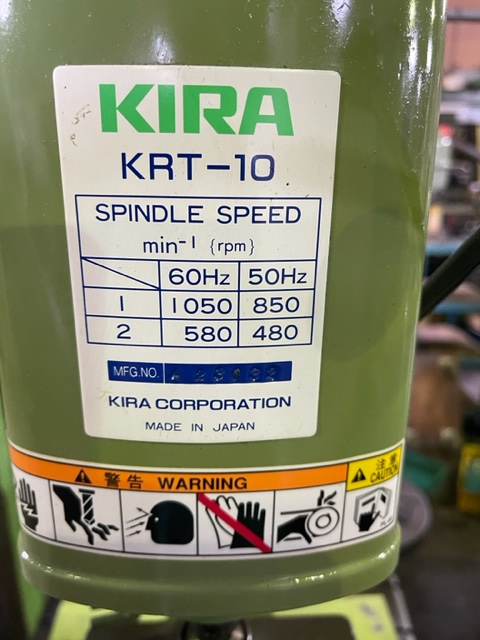 KIRA
KRT-10
SPINDLE SPEED
min-1 {rpm}
60Hz 50Hz
1 1050 850
2 580 480
MFG.NO.
KIRA CORPORATION
MADE IN JAPAN
警告 WARNING
注意
CAUTION